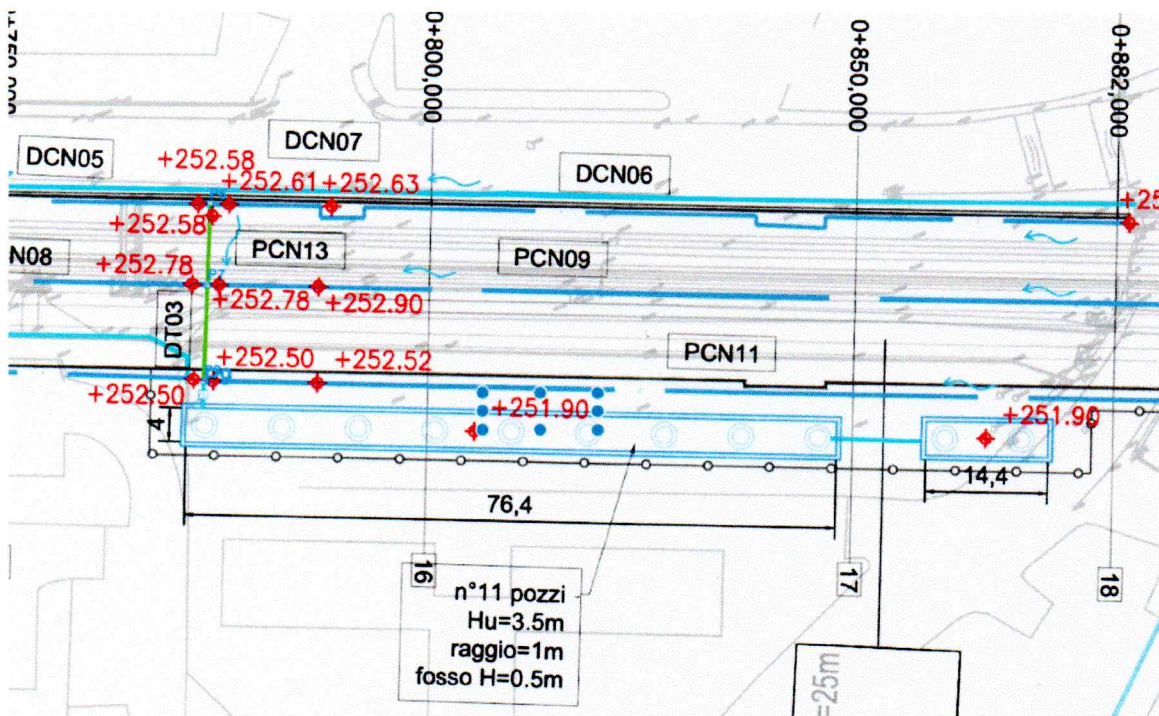 0+800,000
0+850,000
0+882,000
DCN05
+252.58
DCN07
+252.61
+252.63
DCN06
+252.58
N08
+252.78
PCN13
PCN09
P7
+252.78
+252.90
DT03
+252.50
+252.52
PCN11
+252.50
+251.90
+251.90
4
76,4
14,4
16
17
18
n°11 pozzi
Hu=3.5m
raggio=1m
fosso H=0.5m
=25m